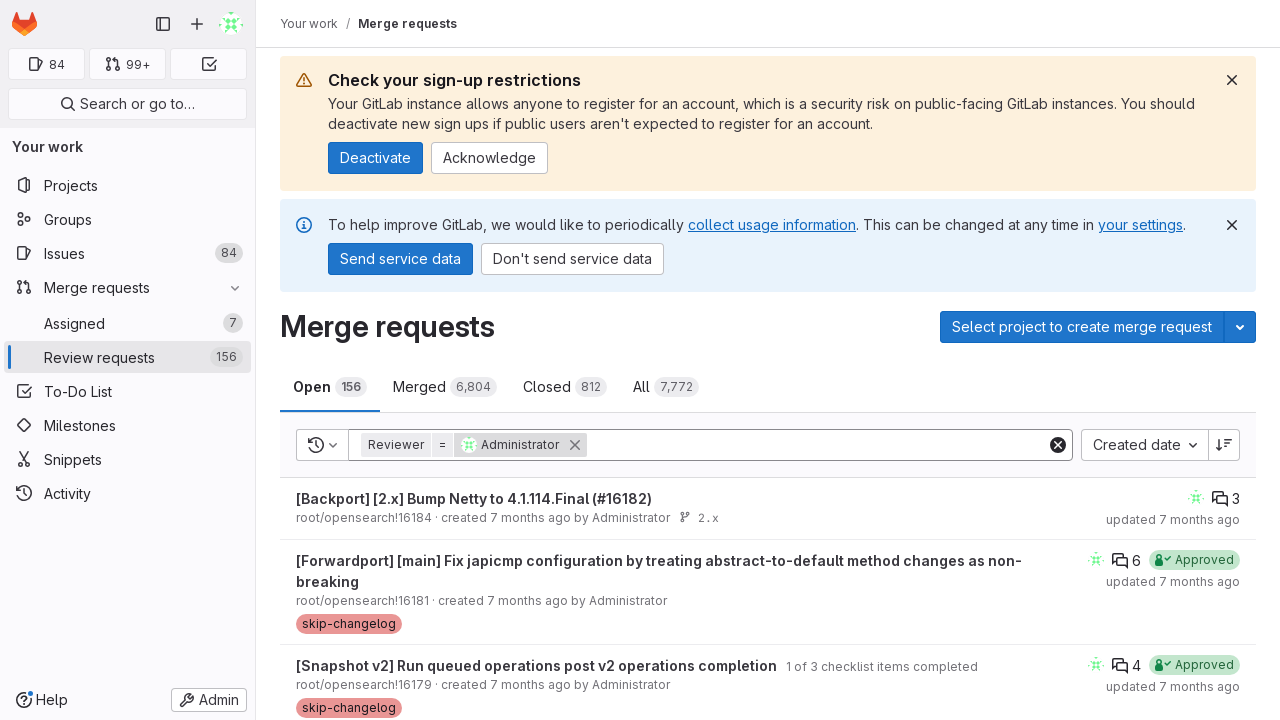 84
99+
Search or go to…
Your work
Projects
Groups
Issues 84
Merge requests
Assigned 7
Review requests 156
To-Do List
Milestones
Snippets
Activity
Help
Admin
Your work / Merge requests
Check your sign-up restrictions
Your GitLab instance allows anyone to register for an account, which is a security risk on public-facing GitLab instances. You should
deactivate new sign ups if public users aren't expected to register for an account.
Deactivate Acknowledge
To help improve GitLab, we would like to periodically collect usage information. This can be changed at any time in your settings.
Send service data Don't send service data
Merge requests
Select project to create merge request
Open 156 Merged 6,804 Closed 812 All 7,772
Reviewer = Administrator
Created date
[Backport] [2.x] Bump Netty to 4.1.114.Final (#16182)
3
root/opensearch!16184 · created 7 months ago by Administrator 2.x
updated 7 months ago
[Forwardport] [main] Fix japicmp configuration by treating abstract-to-default method changes as non-
breaking
6 Approved
updated 7 months ago
root/opensearch!16181 · created 7 months ago by Administrator
skip-changelog
[Snapshot v2] Run queued operations post v2 operations completion 1 of 3 checklist items completed
4 Approved
root/opensearch!16179 · created 7 months ago by Administrator
updated 7 months ago
skip-changelog